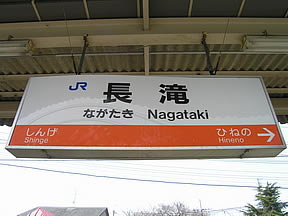 JR 長滝
ながたき Nagataki
しんげ ひねの
Shinge Hineno